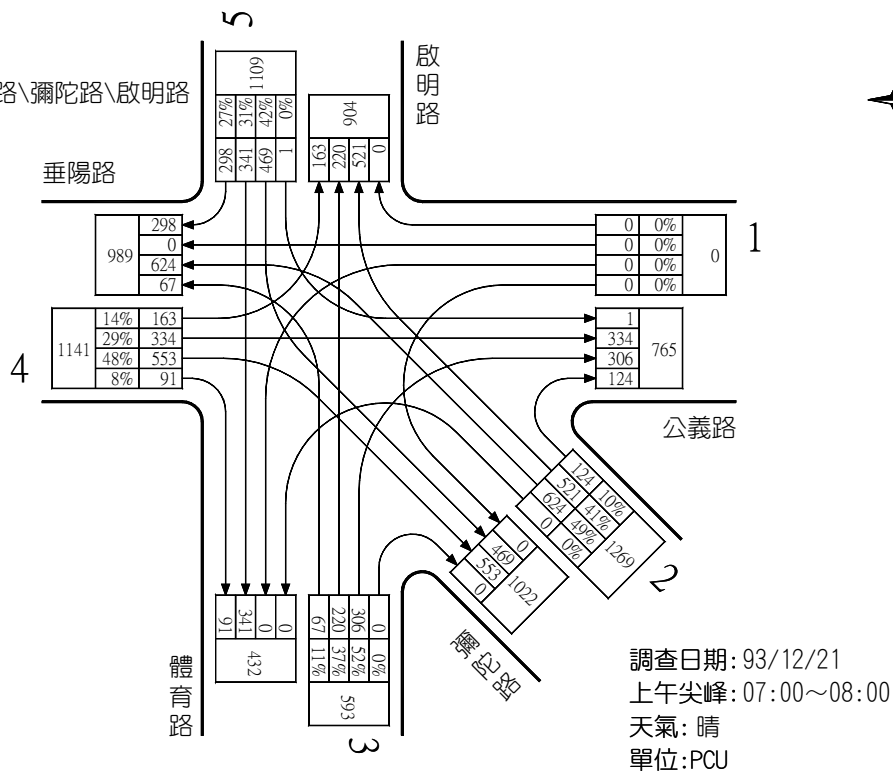 5
路\彌陀路\啟明路
啟明路
垂陽路
1109
27% 31% 42% 0%
298 341 469 1
904
163 220 521 0
989
298
0
624
67
0 0%
0 0%
0 0%
0 0%
0
1
4
1141
14% 163
29% 334
48% 553
8% 91
1
334
306
124
765
公義路
124 10%
521 41%
624 49%
0 0%
1269
2
0
469
553
0
1022
彌陀路
91 341 0 0
432
體育路
67 220 306 0
11% 37% 52% 0%
593
3
調查日期:93/12/21
上午尖峰:07:00～08:00
天氣:晴
單位:PCU